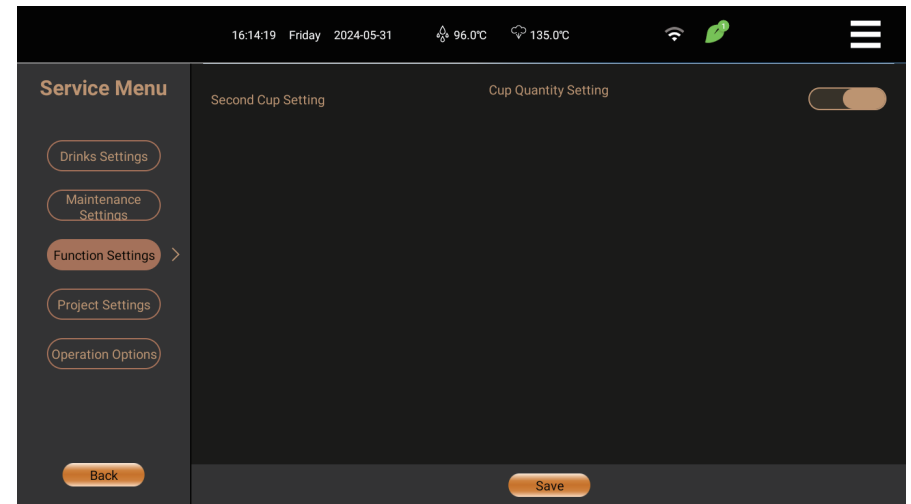 16:14:19 Friday 2024-05-31 96.0℃ 135.0℃ 1
Service Menu
Second Cup Setting
Cup Quantity Setting
Drinks Settings
Maintenance
Settings
Function Settings
Project Settings
Operation Options
Back
Save